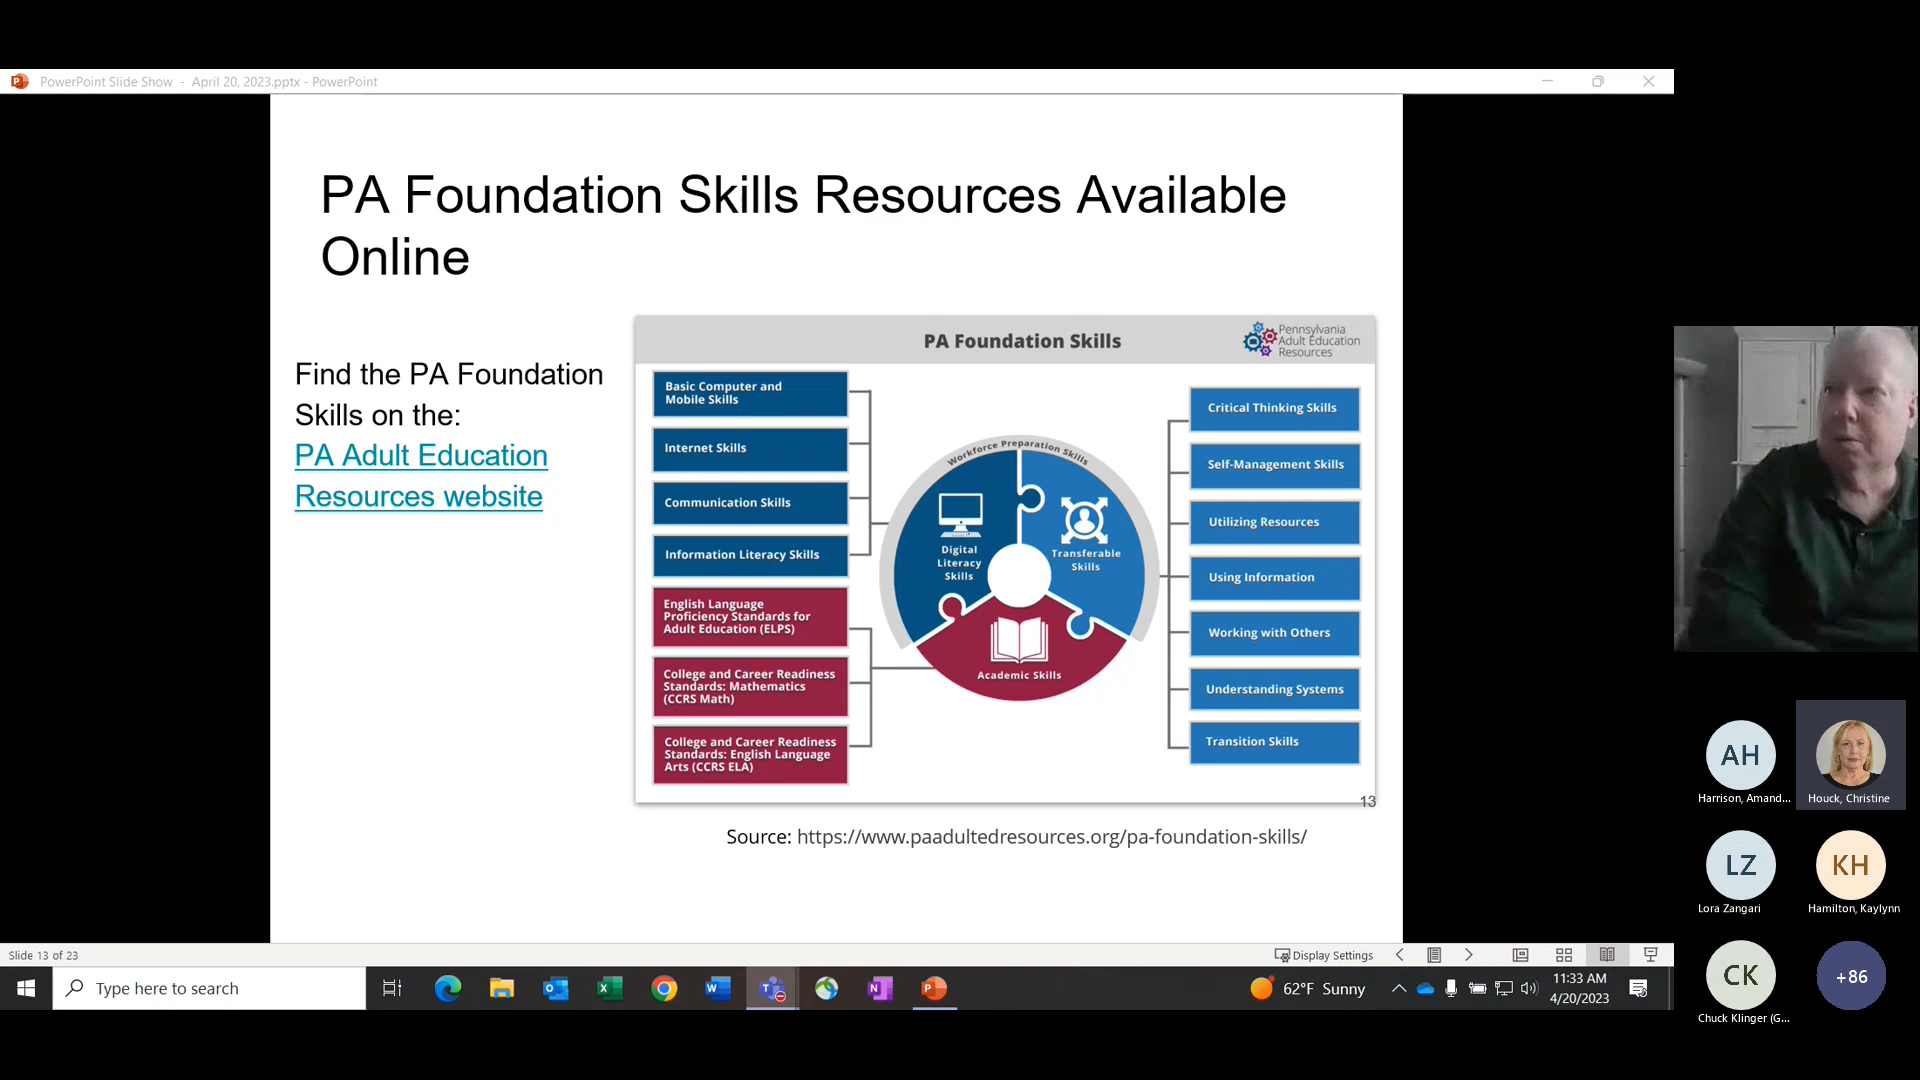 PowerPoint Slide Show - April 20, 2023.pptx - PowerPoint
PA Foundation Skills Resources Available
Online
Find the PA Foundation
Skills on the:
PA Adult Education
Resources website
PA Foundation Skills
Pennsylvania
Adult Education
Resources
Basic Computer and
Mobile Skills
Internet Skills
Communication Skills
Information Literacy Skills
English Language
Proficiency Standards for
Adult Education (ELPS)
College and Career Readiness
Standards: Mathematics
(CCRS Math)
College and Career Readiness
Standards: English Language
Arts (CCRS ELA)
Workforce Preparation Skills
Digital
Literacy
Skills
Transferable
Skills
Academic Skills
Critical Thinking Skills
Self-Management Skills
Utilizing Resources
Using Information
Working with Others
Understanding Systems
Transition Skills
13
Source: https://www.paadultedresources.org/pa-foundation-skills/
AH
Harrison, Amand...
Houck, Christine
LZ
Lora Zangari
KH
Hamilton, Kaylynn
CK
Chuck Klinger (G...
+86
Slide 13 of 23
Display Settings
Type here to search
62°F Sunny
11:33 AM
4/20/2023